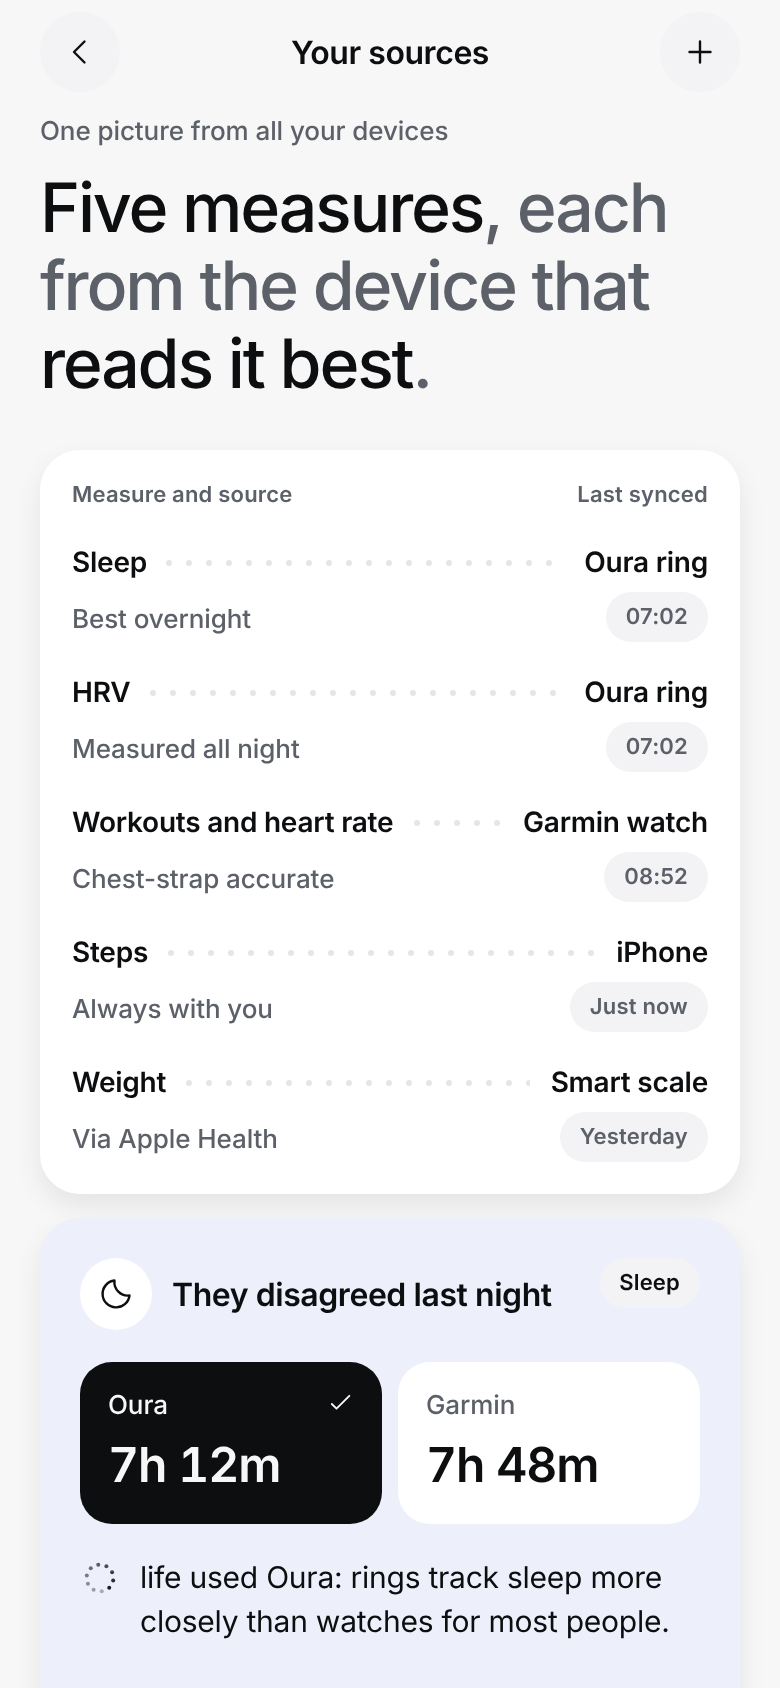 Your sources
One picture from all your devices
Five measures, each
from the device that
reads it best.
Measure and source Last synced
Sleep Oura ring
Best overnight 07:02
HRV Oura ring
Measured all night 07:02
Workouts and heart rate Garmin watch
Chest-strap accurate 08:52
Steps iPhone
Always with you Just now
Weight Smart scale
Via Apple Health Yesterday
They disagreed last night Sleep
Oura Garmin
7h 12m 7h 48m
life used Oura: rings track sleep more
closely than watches for most people.